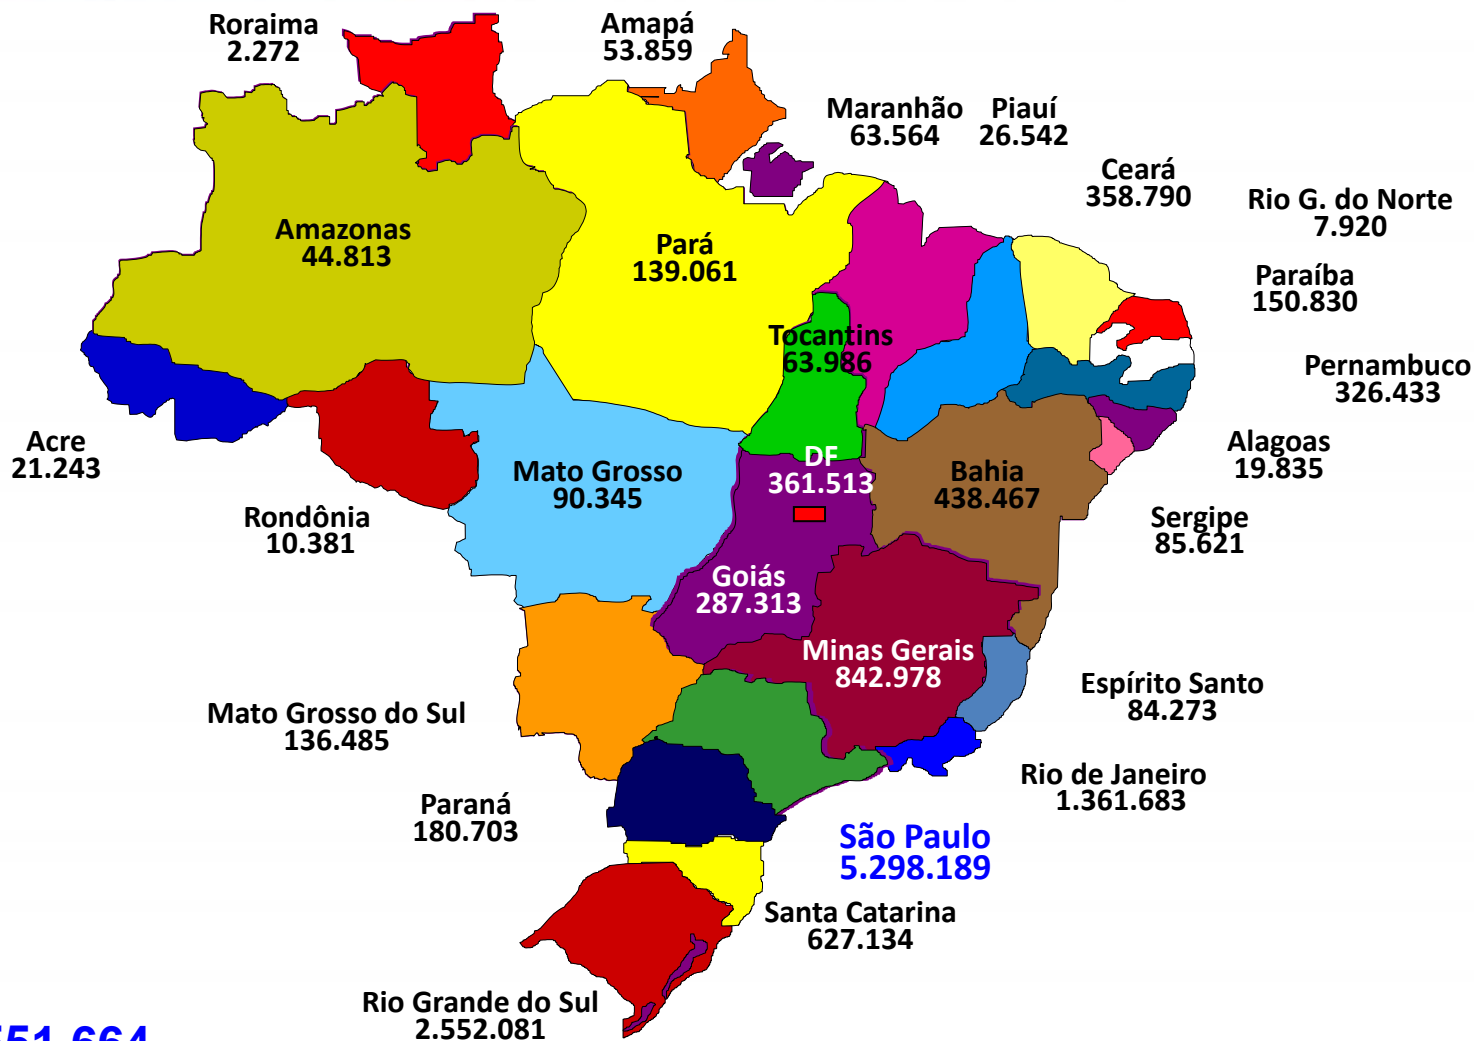 Roraima
2.272
Amapá
53.859
Maranhão
63.564
Piauí
26.542
Ceará
358.790
Rio G. do Norte
7.920
Amazonas
44.813
Pará
139.061
Paraíba
150.830
Tocantins
63.986
Pernambuco
326.433
Acre
21.243
Alagoas
19.835
Mato Grosso
90.345
DF
361.513
Bahia
438.467
Rondônia
10.381
Sergipe
85.621
Goiás
287.313
Minas Gerais
842.978
Espírito Santo
84.273
Mato Grosso do Sul
136.485
Rio de Janeiro
1.361.683
Paraná
180.703
São Paulo
5.298.189
Santa Catarina
627.134
Rio Grande do Sul
2.552.081